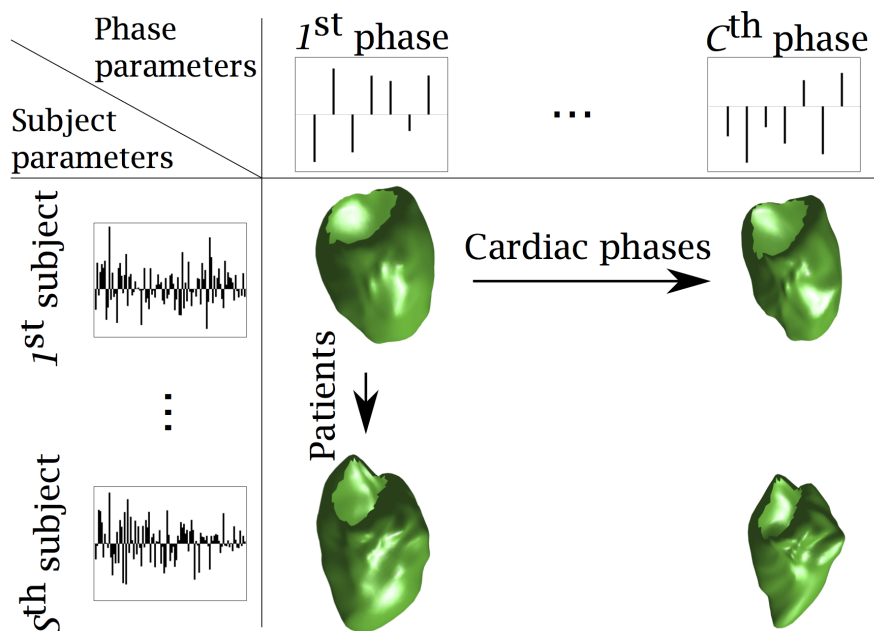 Phase
parameters
1st phase
...
Cth phase
Subject
parameters
1st subject
Cardiac phases
Patients
...
Sth subject